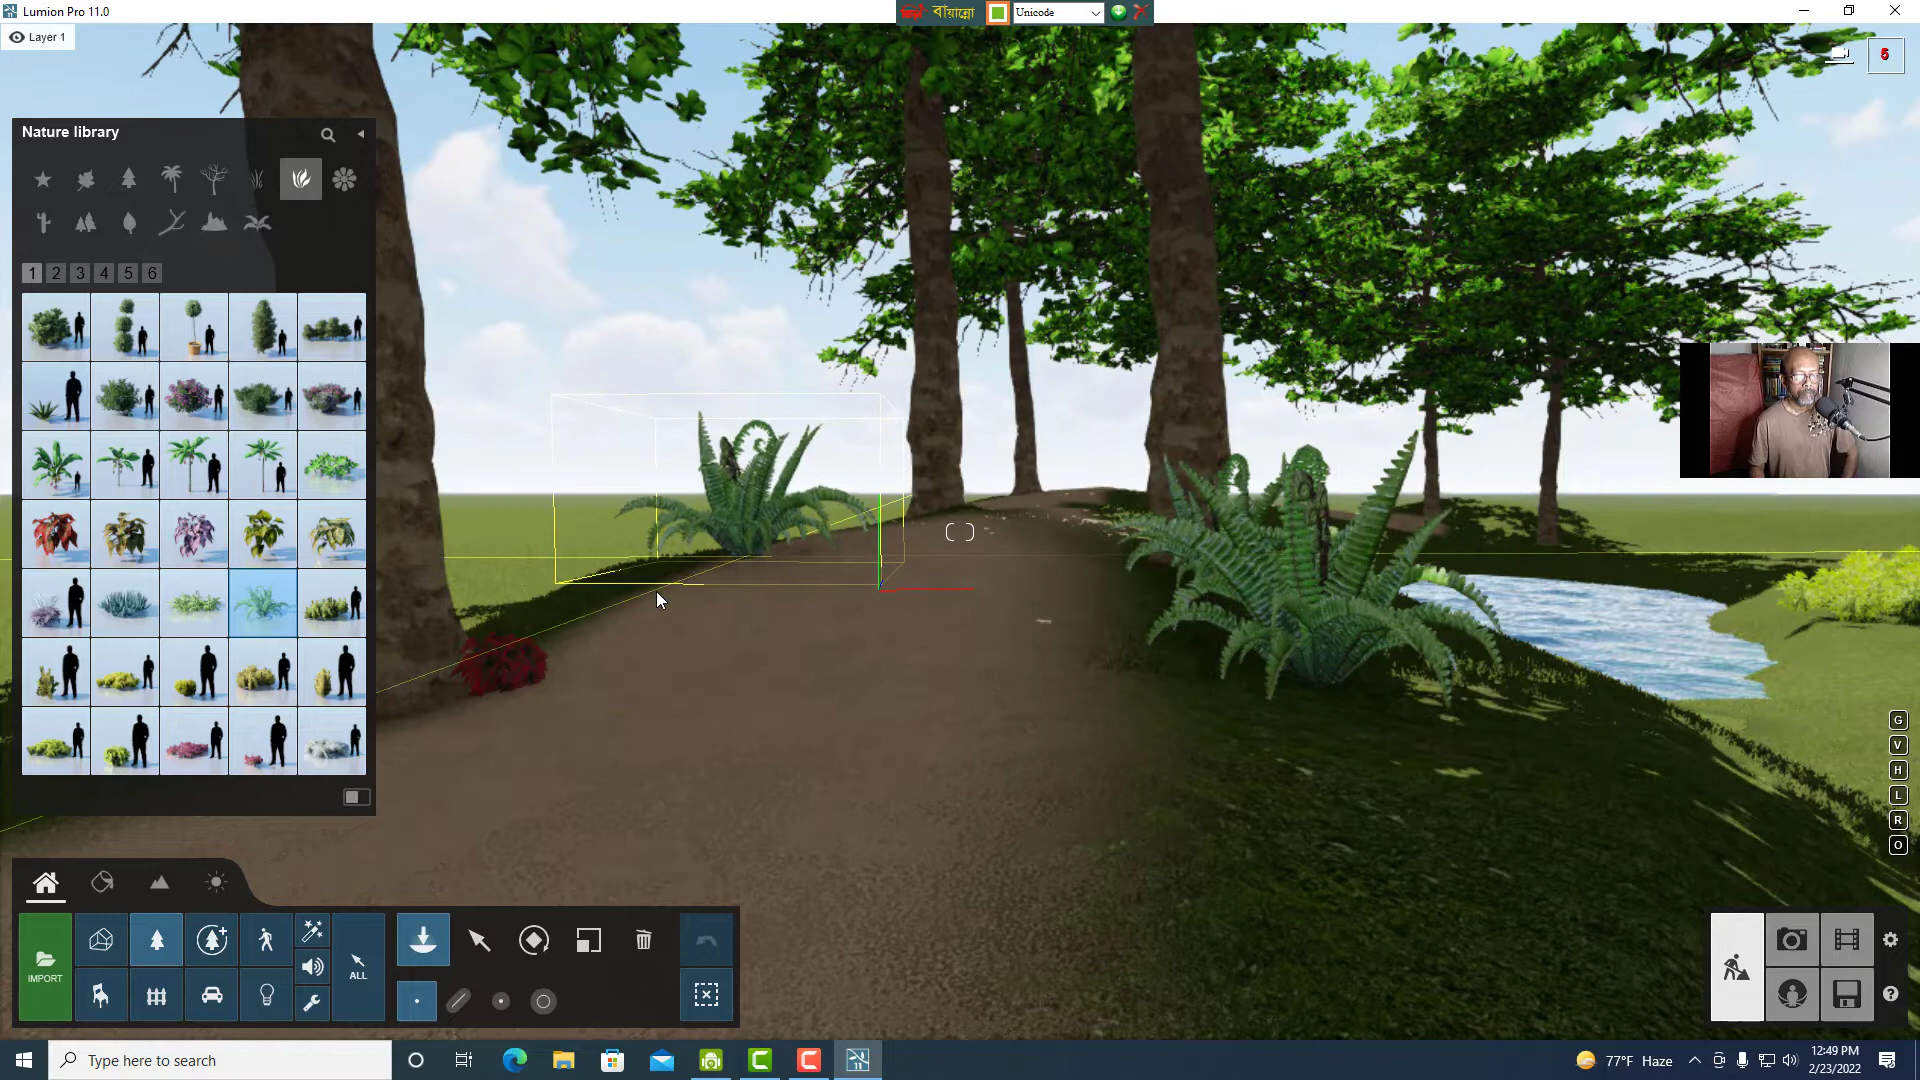 Lumion Pro 11.0
বায়ান্নো
Unicode
Layer 1
5
Nature library
1 2 3 4 5 6
G
V
H
L
R
O
IMPORT
ALL
Type here to search
77°F Haze
12:49 PM
2/23/2022